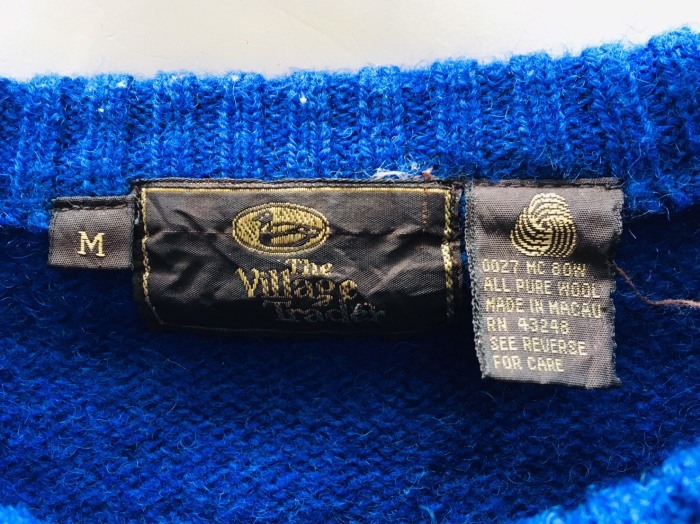 M
The
Village
Trader
0027 MC 80W
ALL PURE WOOL
MADE IN MACAU
RN 43248
SEE REVERSE
FOR CARE